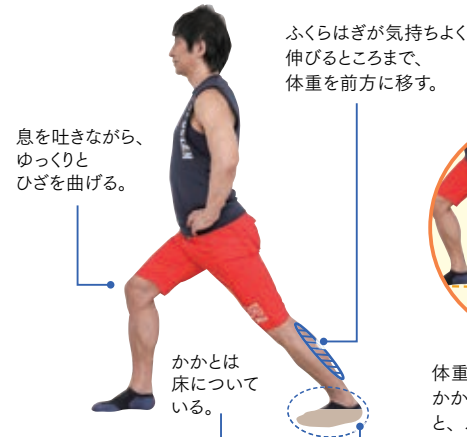 ふくらはぎが気持ちよく
伸びるところまで、
体重を前方に移す。
息を吐きながら、
ゆっくりと
ひざを曲げる。
かかとは
床について
いる。
体重
かか
と、